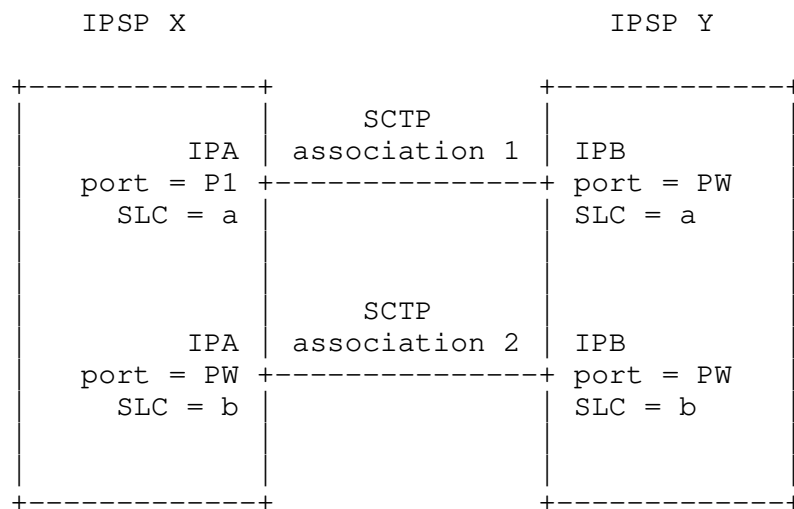 IPSP X IPSP Y
SCTP
IPA association 1 IPB
port = P1 port = PW
SLC = a SLC = a
SCTP
IPA association 2 IPB
port = PW port = PW
SLC = b SLC = b